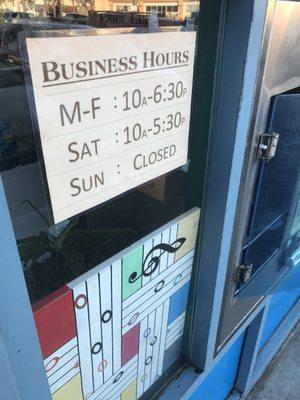 BUSINESS HOURS
M-F : 10A-6:30P
SAT : 10A-5:30P
SUN : CLOSED